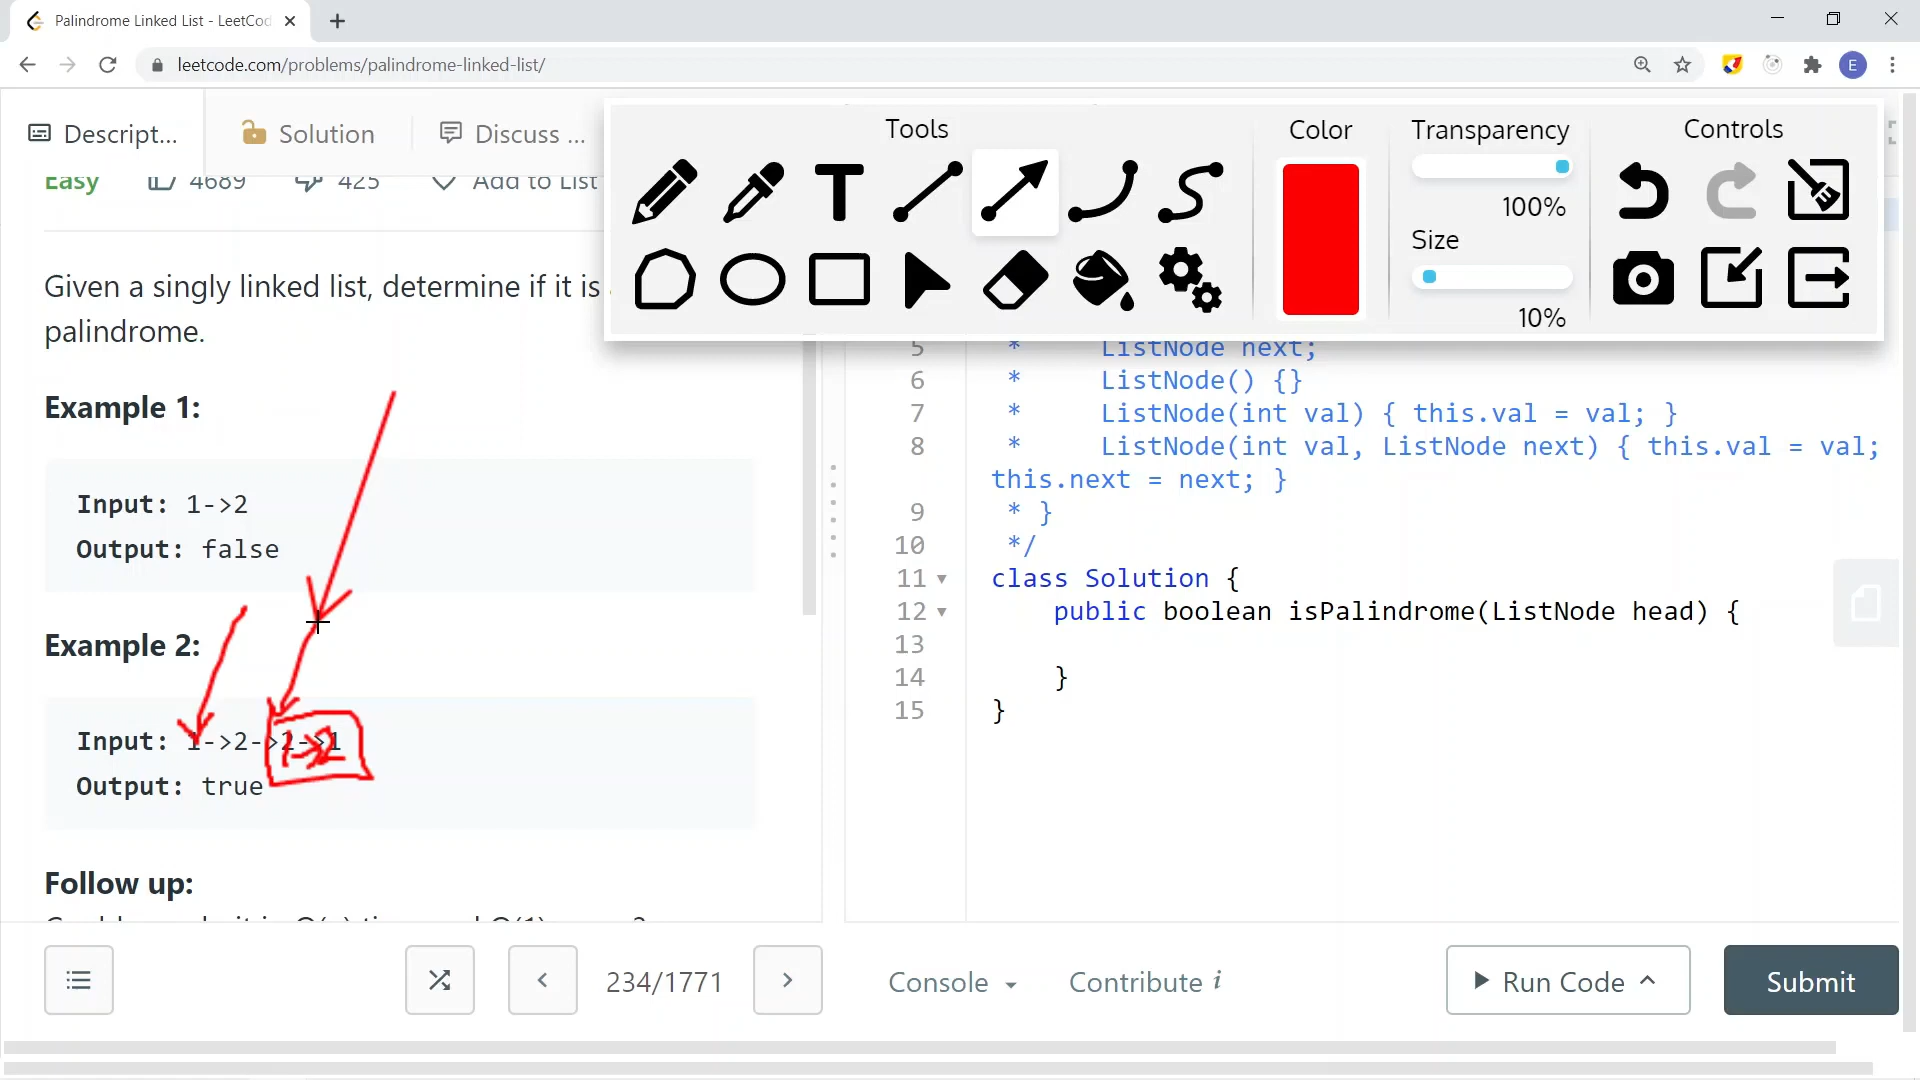 Palindrome Linked List - LeetCod
leetcode.com/problems/palindrome-linked-list/
E
Descript...
Solution
Discuss ...
Easy
4689
425
Add to List
Tools
Color
Transparency
100%
Size
10%
Controls
Given a singly linked list, determine if it is
palindrome.
Example 1:
Input: 1->2
Output: false
Example 2:
Input: 1->2->2->1
1->2
Output: true
Follow up:
5 * ListNode next;
6 * ListNode() {}
7 * ListNode(int val) { this.val = val; }
8 * ListNode(int val, ListNode next) { this.val = val;
this.next = next; }
9 * }
10 */
11 class Solution {
12 public boolean isPalindrome(ListNode head) {
13
14 }
15 }
234/1771
Console
Contribute i
Run Code
Submit